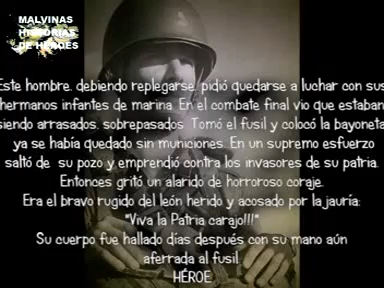 MALVINAS
HISTORIAS
DE HEROES
Este hombre, debiendo replegarse, pidió quedarse a luchar con sus
hermanos infantes de marina. En el combate final vio que estaban
siendo arrasados, sobrepasados. Tomó el fusil y colocó la bayoneta,
ya se había quedado sin municiones. En un supremo esfuerzo
saltó de su pozo y emprendió contra los invasores de su patria.
Entonces gritó un alarido de horroroso coraje.
Era el bravo rugido del león herido y acosado por la jauría:
"Viva la Patria carajo!!!"
Su cuerpo fue hallado días después con su mano aún
aferrada al fusil.
HÉROE